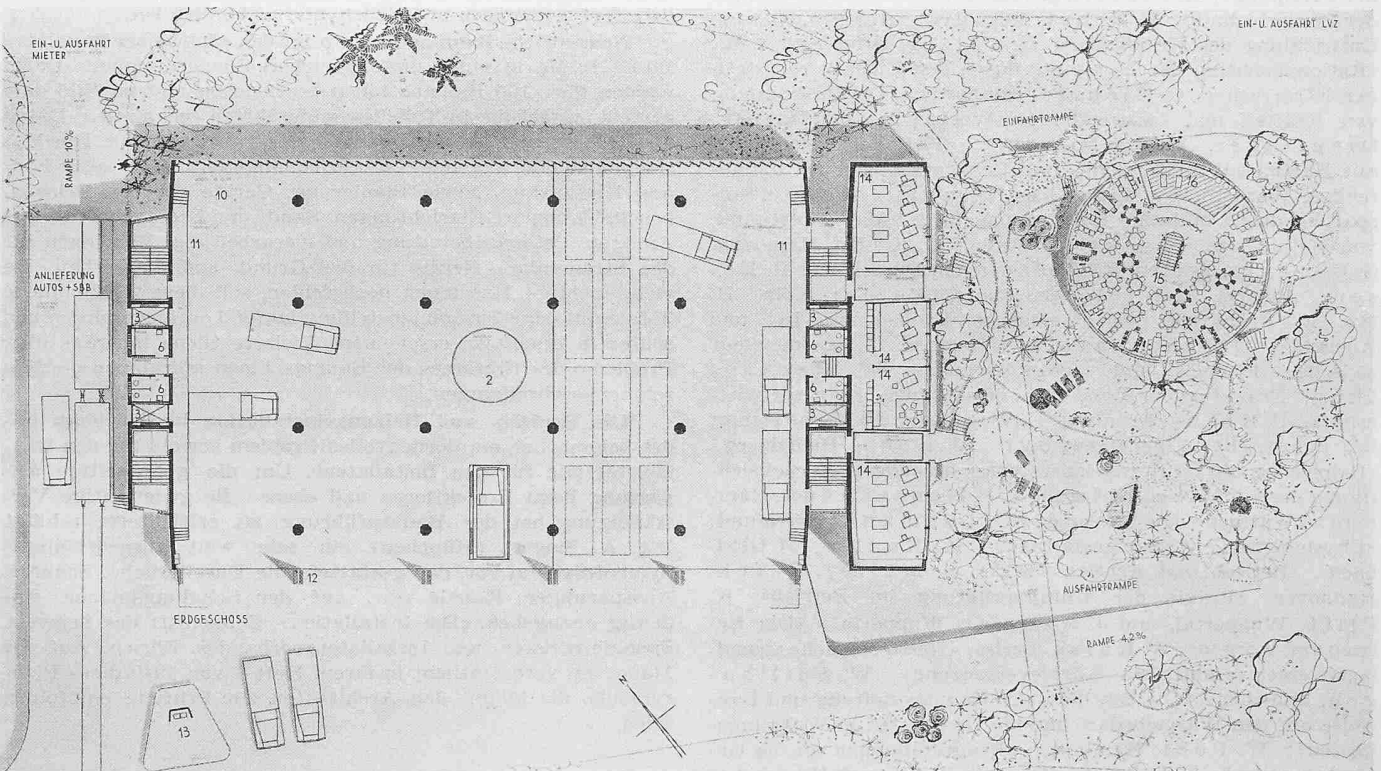 EIN-U. AUSFAHRT
MIETER
EIN-U. AUSFAHRT LVZ
EINFAHRTRAMPE
RAMPE 10%
10
14
16
11
11
15
ANLIEFERUNG
AUTOS + SBB
3
3
6
6
14
2
14
6
6
3
3
14
12
AUSFAHRTRAMPE
ERDGESCHOSS
RAMPE 4,2%
N
13